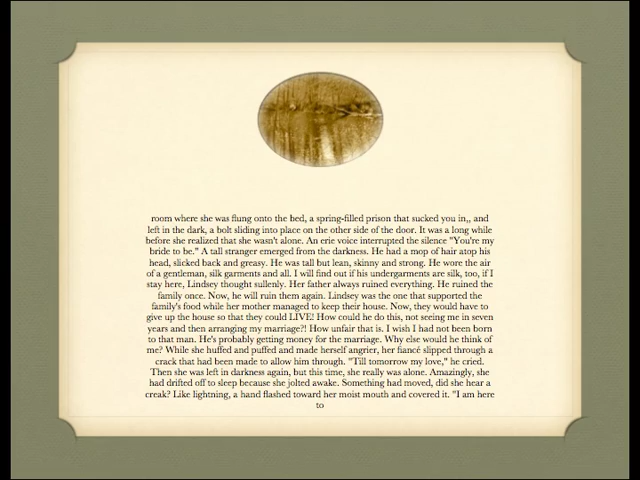 room where she was flung onto the bed, a spring-filled prison that sucked you in,, and
left in the dark, a bolt sliding into place on the other side of the door. It was a long while
before she realized that she wasn't alone. An erie voice interrupted the silence "You're my
bride to be." A tall stranger emerged from the darkness. He had a mop of hair atop his
head, slicked back and greasy. He was tall but lean, skinny and strong. He wore the air
of a gentleman, silk garments and all. I will find out if his undergarments are silk, too, if I
stay here, Lindsey thought sullenly. Her father always ruined everything. He ruined the
family once. Now, he will ruin them again. Lindsey was the one that supported the
family's food while her mother managed to keep their house. Now, they would have to
give up the house so that they could LIVE! How could he do this, not seeing me in seven
years and then arranging my marriage?! How unfair that is. I wish I had not been born
to that man. He's probably getting money for the marriage. Why else would he think of
me? While she huffed and puffed and made herself angrier, her fiancé slipped through a
crack that had been made to allow him through. "Till tomorrow my love," he cried.
Then she was left in darkness again, but this time, she really was alone. Amazingly, she
had drifted off to sleep because she jolted awake. Something had moved, did she hear a
creak? Like lightning, a hand flashed toward her moist mouth and covered it. "I am here
to